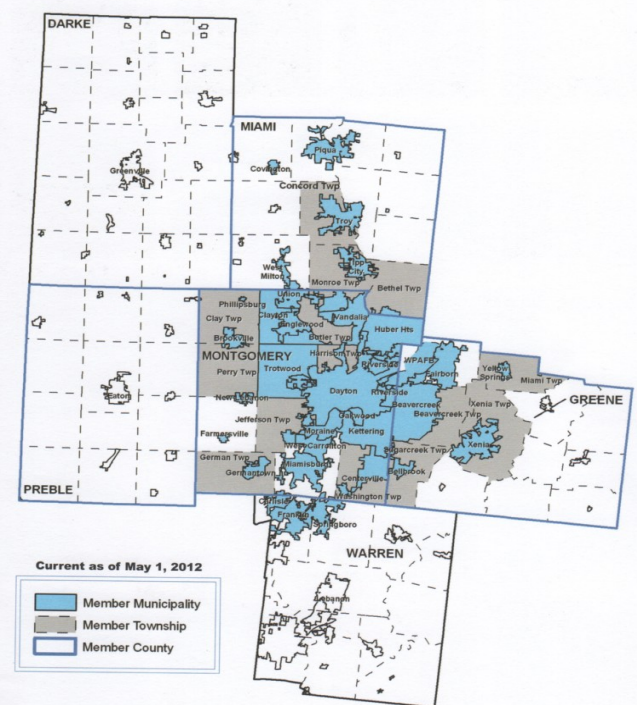 DARKE
MIAMI
Piqua
Covington
Greenville
Concord Twp
Troy
West
Milton
Tipp
City
Monroe Twp
Bethel Twp
Union
Phillipsburg
Clay Twp
Clayton
Englewood
Vandalia
Butler Twp
Huber Hts
Brookville
MONTGOMERY
Harrison Twp
Riverside
WPAFB
Fairborn
Yellow
Springs
Miami Twp
Perry Twp
Trotwood
Dayton
Riverside
Beavercreek
Beavercreek Twp
Xenia Twp
GREENE
Eaton
New Lebanon
Jefferson Twp
Oakwood
Kettering
Moraine
Farmersville
West Carrollton
Sugarcreek Twp
Xenia
German Twp
Germantown
Miamisburg
Centerville
Bellbrook
Washington Twp
PREBLE
Carlisle
Franklin
Springboro
WARREN
Lebanon
Current as of May 1, 2012
Member Municipality
Member Township
Member County